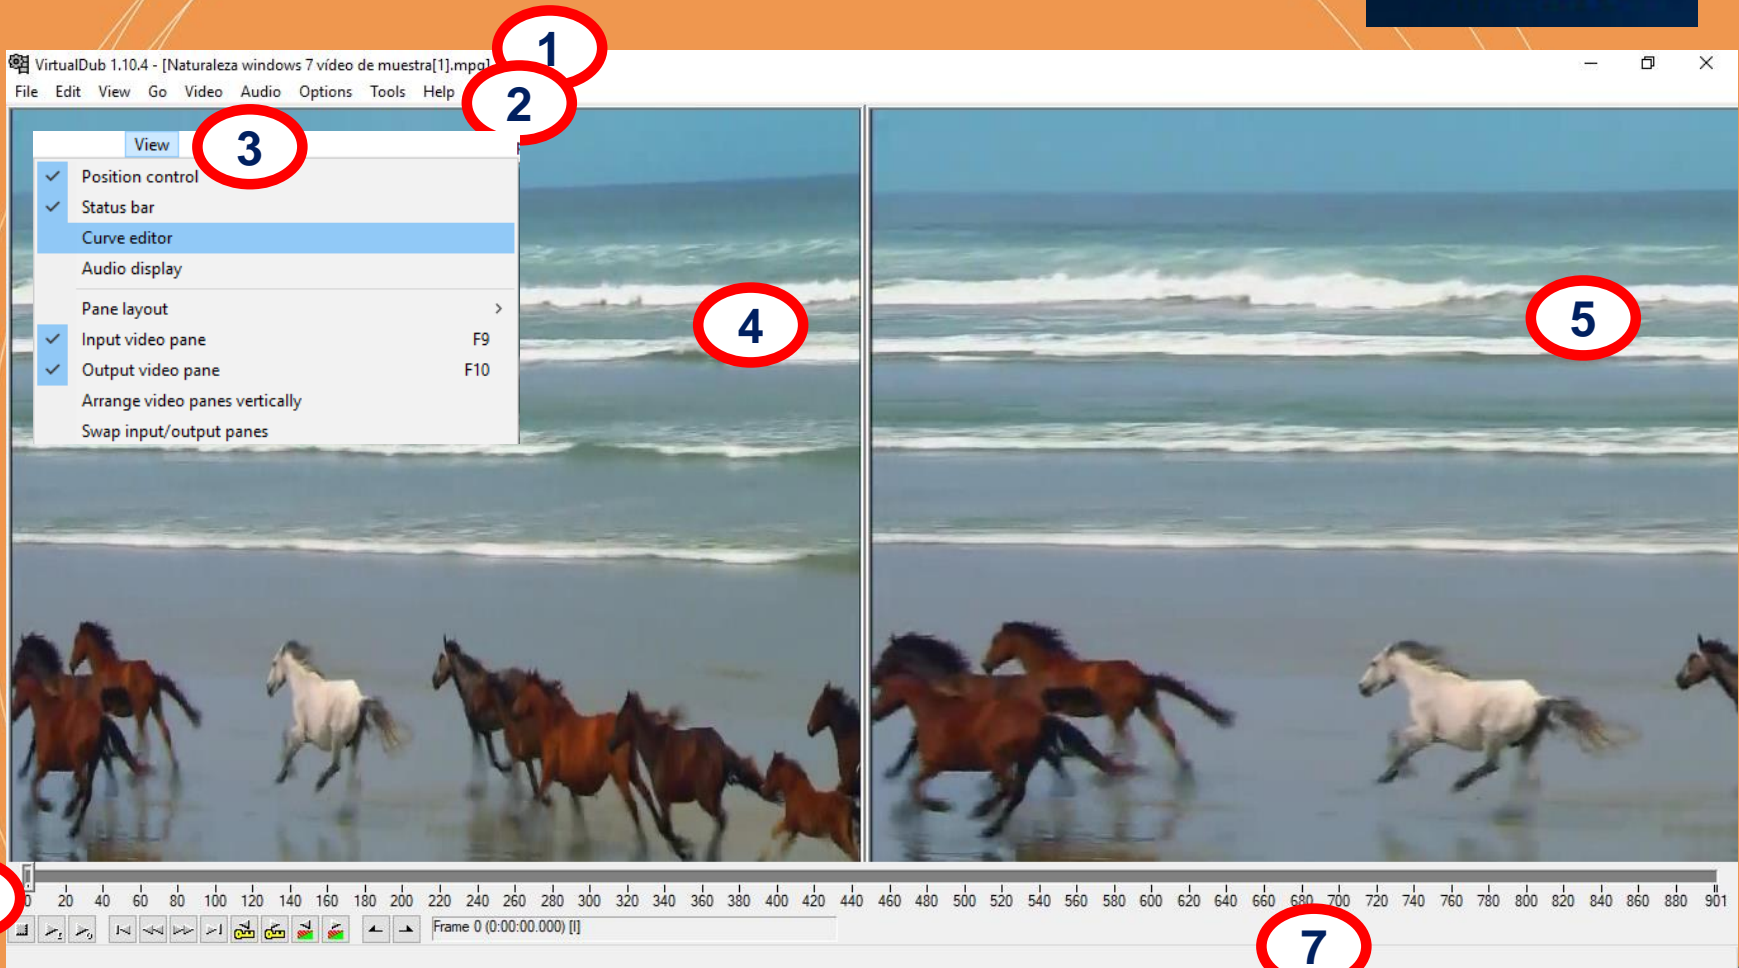 1
VirtualDub 1.10.4 - [Naturaleza windows 7 vídeo de muestra[1].mpg]
File Edit View Go Video Audio Options Tools Help
2
View
3
Position control
Status bar
Curve editor
Audio display
Pane layout
Input video pane F9
Output video pane F10
Arrange video panes vertically
Swap input/output panes
4
5
0 20 40 60 80 100 120 140 160 180 200 220 240 260 280 300 320 340 360 380 400 420 440 460 480 500 520 540 560 580 600 620 640 660 680 700 720 740 760 780 800 820 840 860 880 901
Frame 0 (0:00:00.000) [I]
7